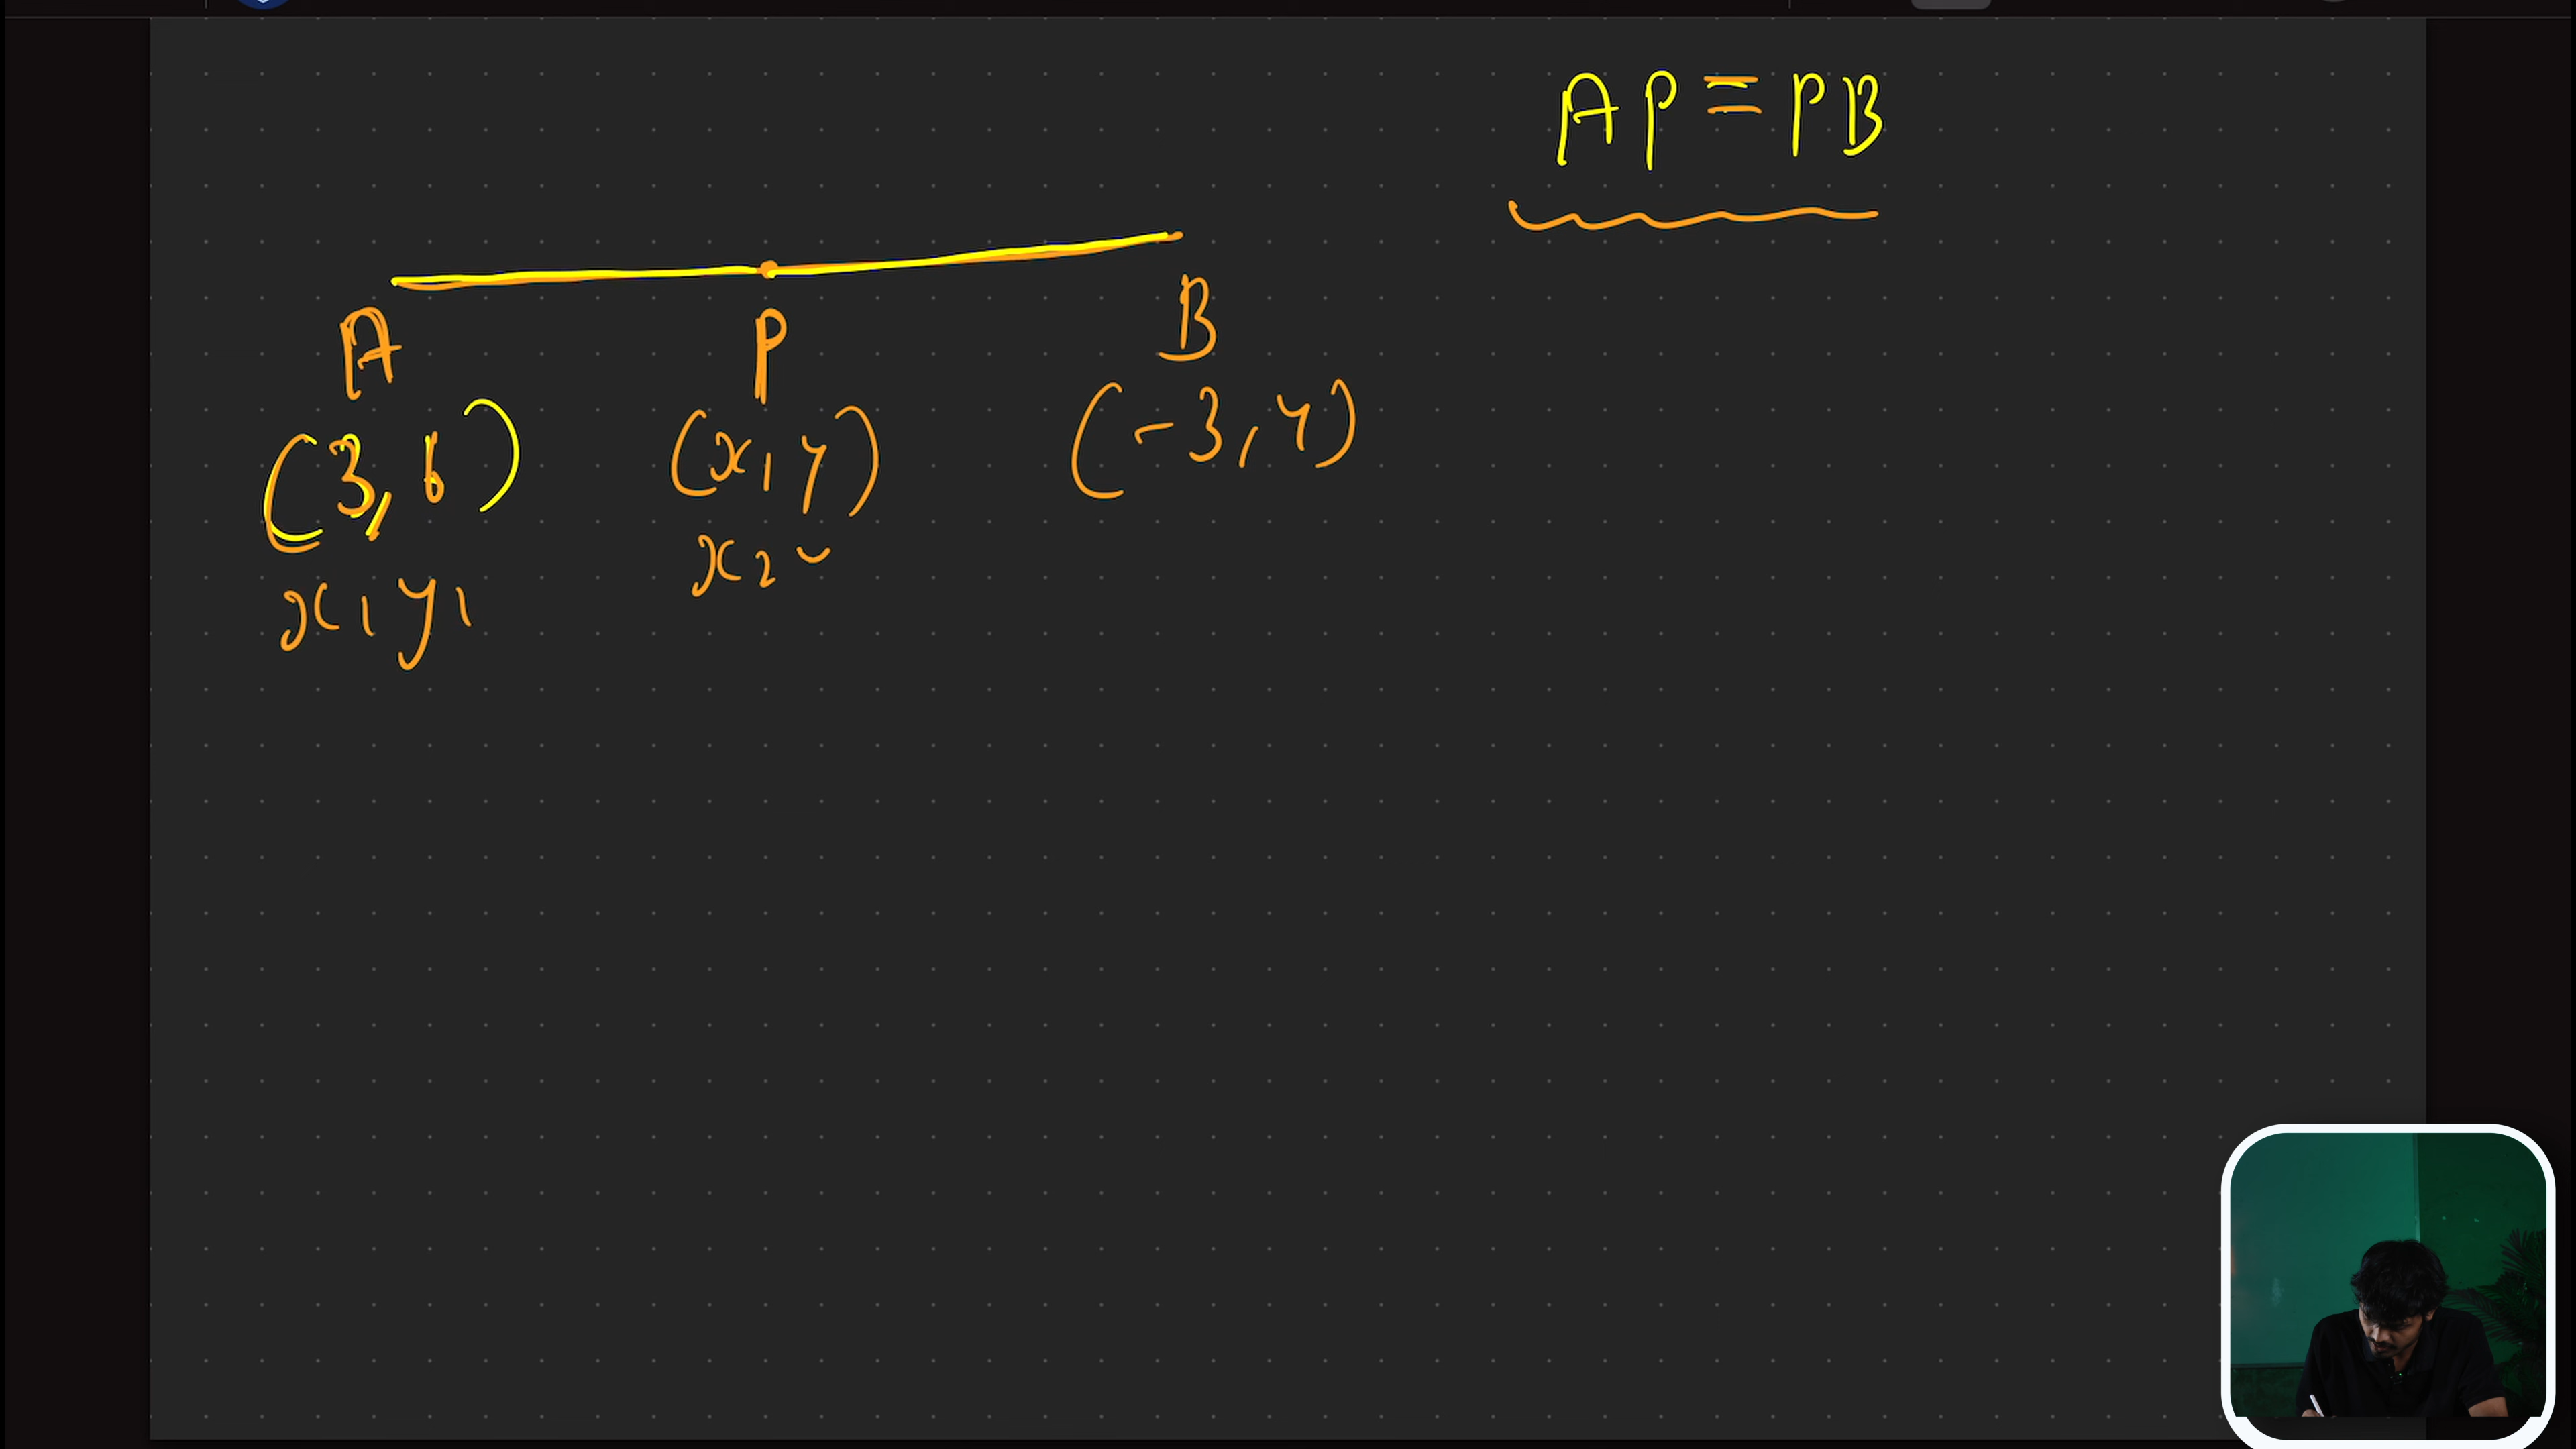 AP = PB
A P B
(3, 6) (x, y) (-3, 4)
x1 y1 x2